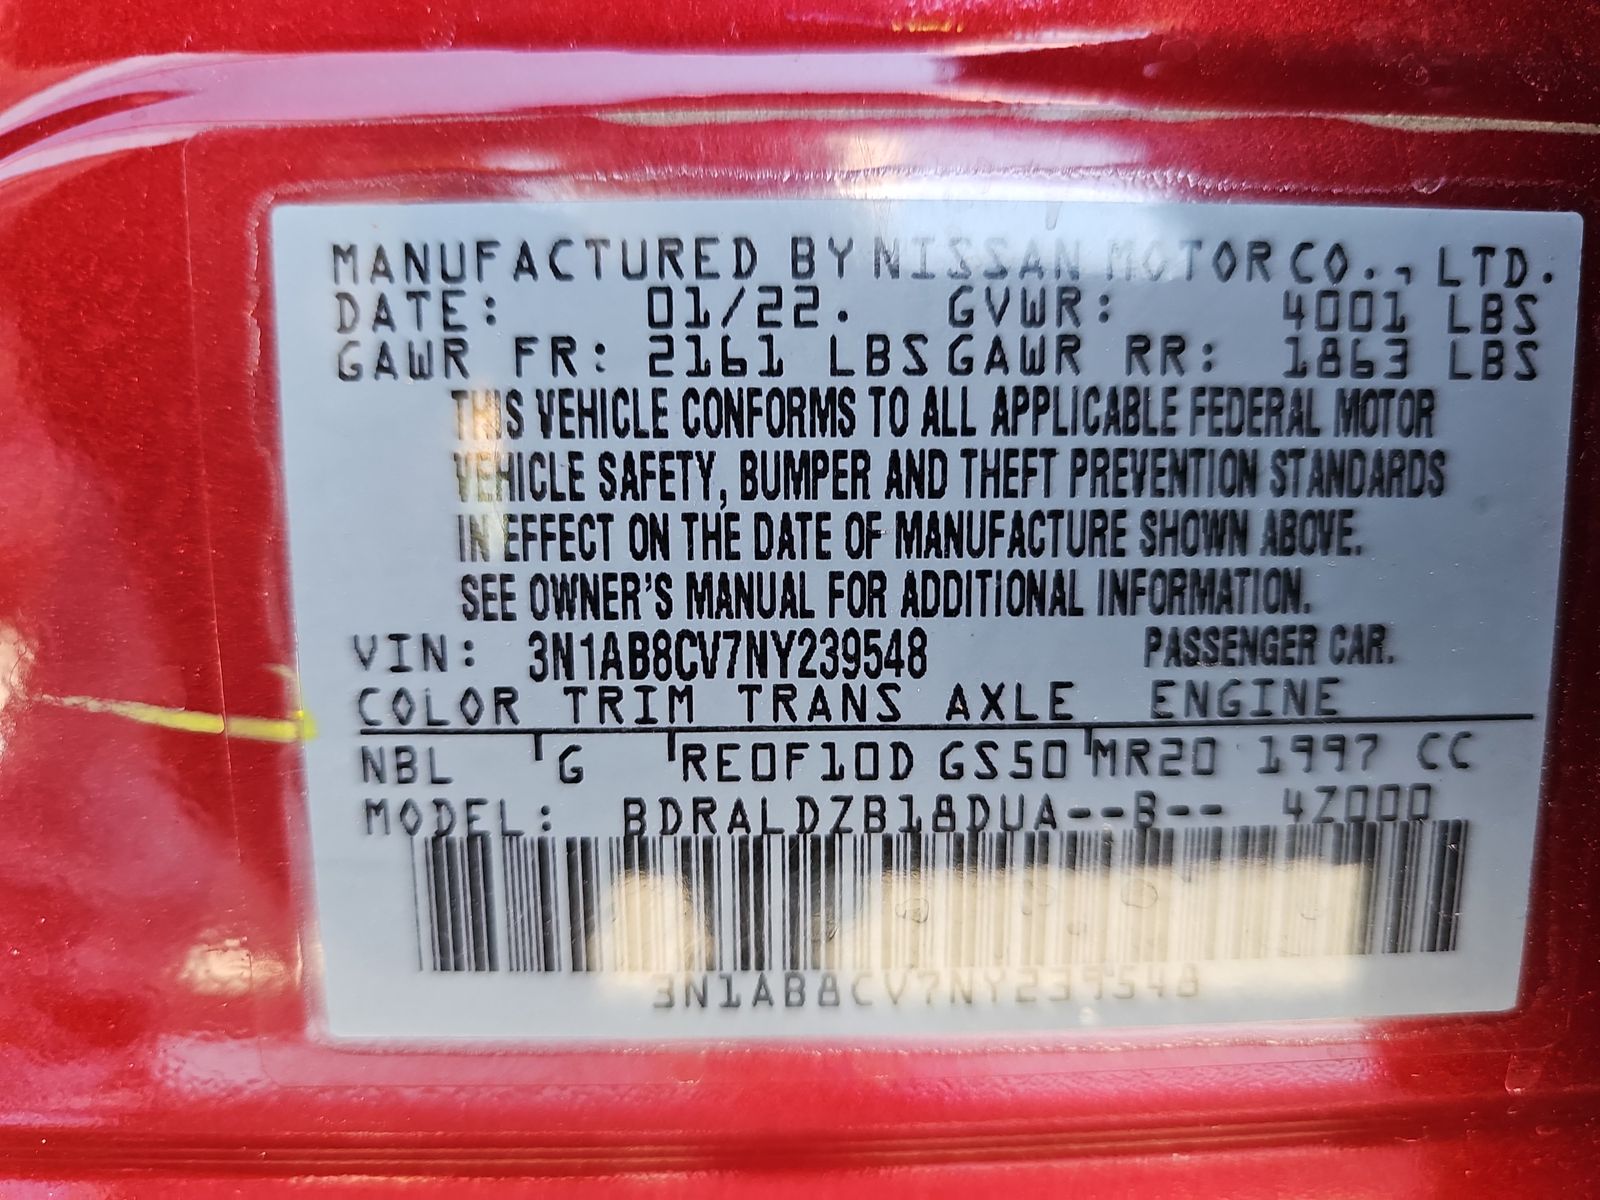 MANUFACTURED BY NISSAN MOTOR CO., LTD.
DATE: 01/22. GVWR: 4001 LBS
GAWR FR: 2161 LBS GAWR RR: 1863 LBS
THIS VEHICLE CONFORMS TO ALL APPLICABLE FEDERAL MOTOR
VEHICLE SAFETY, BUMPER AND THEFT PREVENTION STANDARDS
IN EFFECT ON THE DATE OF MANUFACTURE SHOWN ABOVE.
SEE OWNER'S MANUAL FOR ADDITIONAL INFORMATION.
VIN: 3N1AB8CV7NY239548 PASSENGER CAR.
COLOR TRIM TRANS AXLE ENGINE
NBL G RE0F10D GS50 MR20 1997 CC
MODEL: BDRALDZB18DUA--B-- 4Z000
3N1AB8CV7NY239548